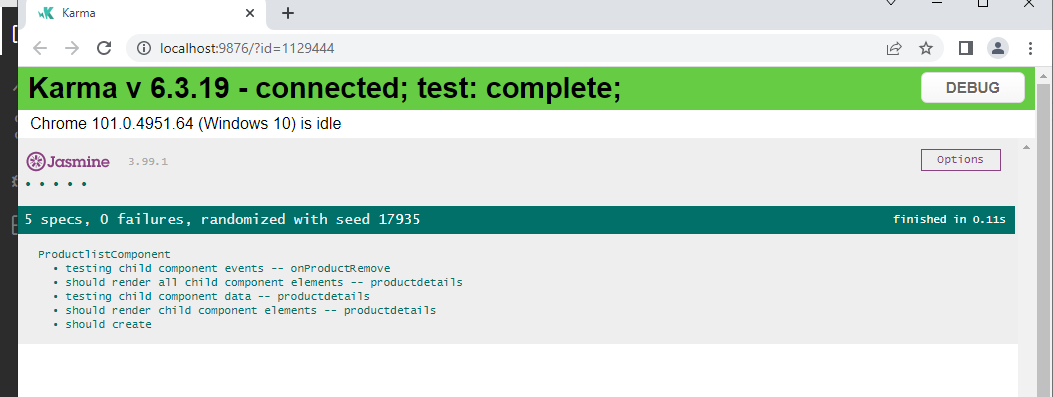 Karma
localhost:9876/?id=1129444
Karma v 6.3.19 - connected; test: complete;
DEBUG
Chrome 101.0.4951.64 (Windows 10) is idle
Jasmine 3.99.1
Options
5 specs, 0 failures, randomized with seed 17935
finished in 0.11s
ProductlistComponent
• testing child component events -- onProductRemove
• should render all child component elements -- productdetails
• testing child component data -- productdetails
• should render child component elements -- productdetails
• should create